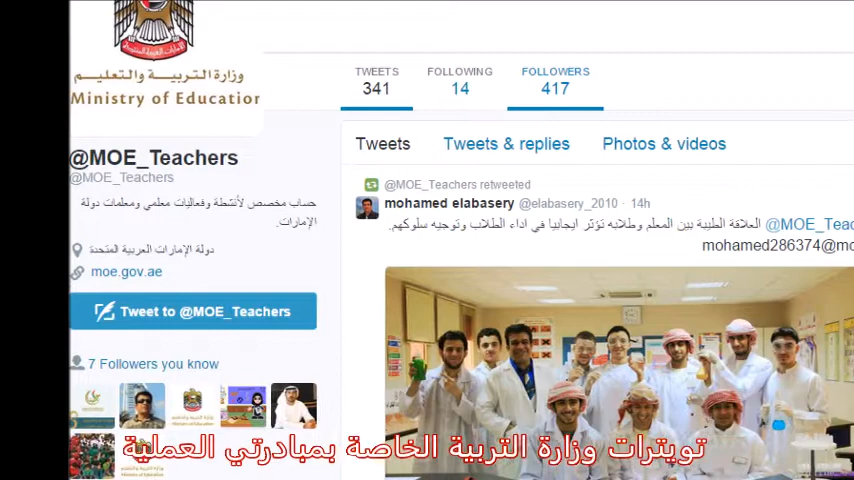 وزارة التربية والتعليم
Ministry of Education
TWEETS
341
FOLLOWING
14
FOLLOWERS
417
@MOE_Teachers
@MOE_Teachers
حساب مخصص لأنشطة وفعاليات معلمي ومعلمات دولة
الإمارات.
دولة الإمارات العربية المتحدة
moe.gov.ae
Tweet to @MOE_Teachers
7 Followers you know
Tweets
Tweets & replies
Photos & videos
@MOE_Teachers retweeted
mohamed elabasery @elabasery_2010 · 14h
العلاقة الطيبة بين المعلم وطلابه تؤثر ايجابيا في اداء الطلاب وتوجيه سلوكهم.
mohamed286374@mo
تويترات وزارة التربية الخاصة بمبادرتي العملية